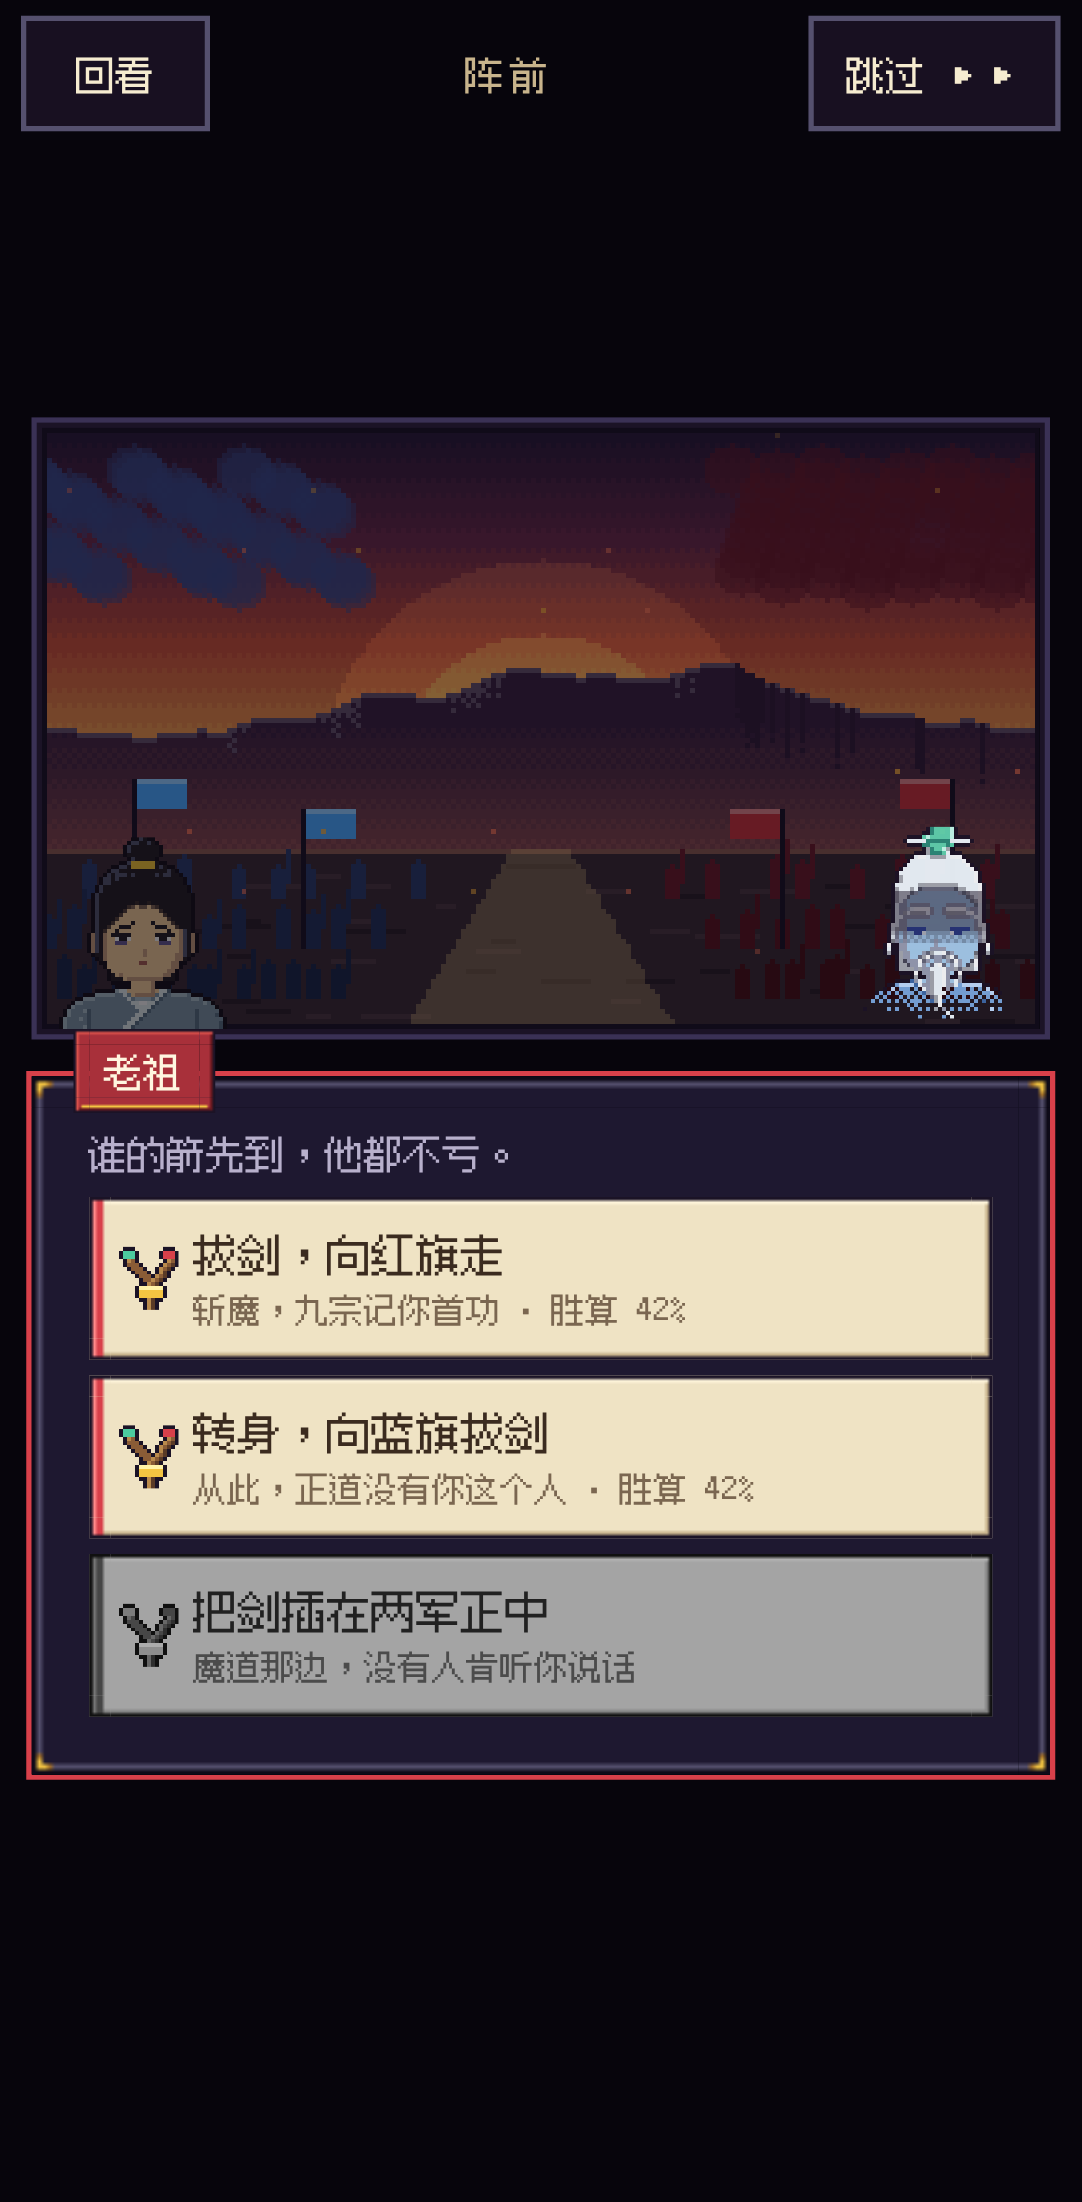 回看
阵前
跳过 ▶ ▶
老祖
谁的箭先到，他都不亏。
拔剑，向红旗走
斩魔，九宗记你首功 · 胜算 42%
转身，向蓝旗拔剑
从此，正道没有你这个人 · 胜算 42%
把剑插在两军正中
魔道那边，没有人肯听你说话